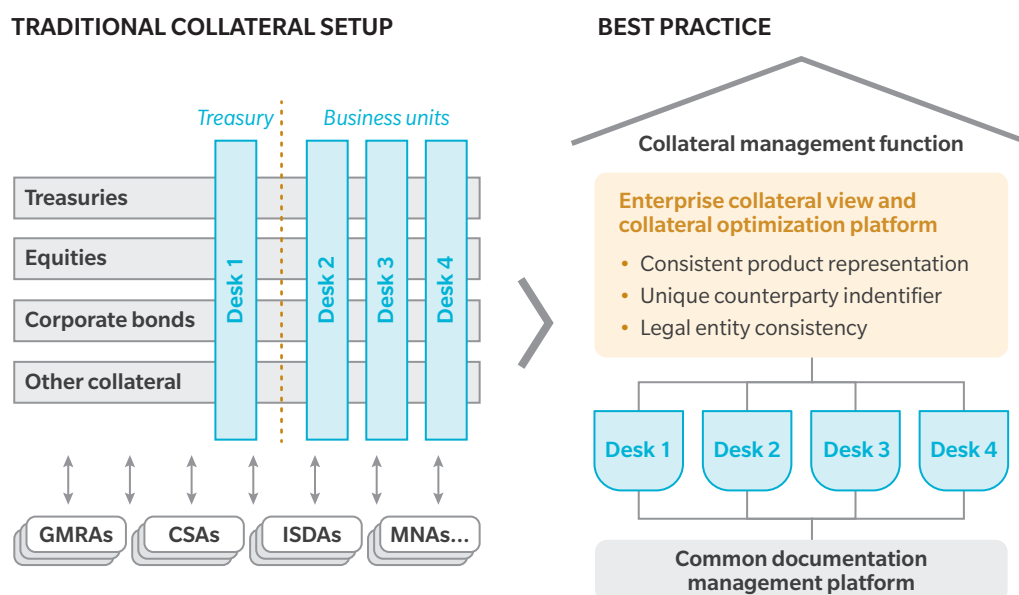 TRADITIONAL COLLATERAL SETUP
Treasury
Business units
Treasuries
Equities
Corporate bonds
Other collateral
Desk 1
Desk 2
Desk 3
Desk 4
GMRAs
CSAs
ISDAs
MNAs...
BEST PRACTICE
Collateral management function
Enterprise collateral view and
collateral optimization platform
• Consistent product representation
• Unique counterparty indentifier
• Legal entity consistency
Desk 1
Desk 2
Desk 3
Desk 4
Common documentation
management platform